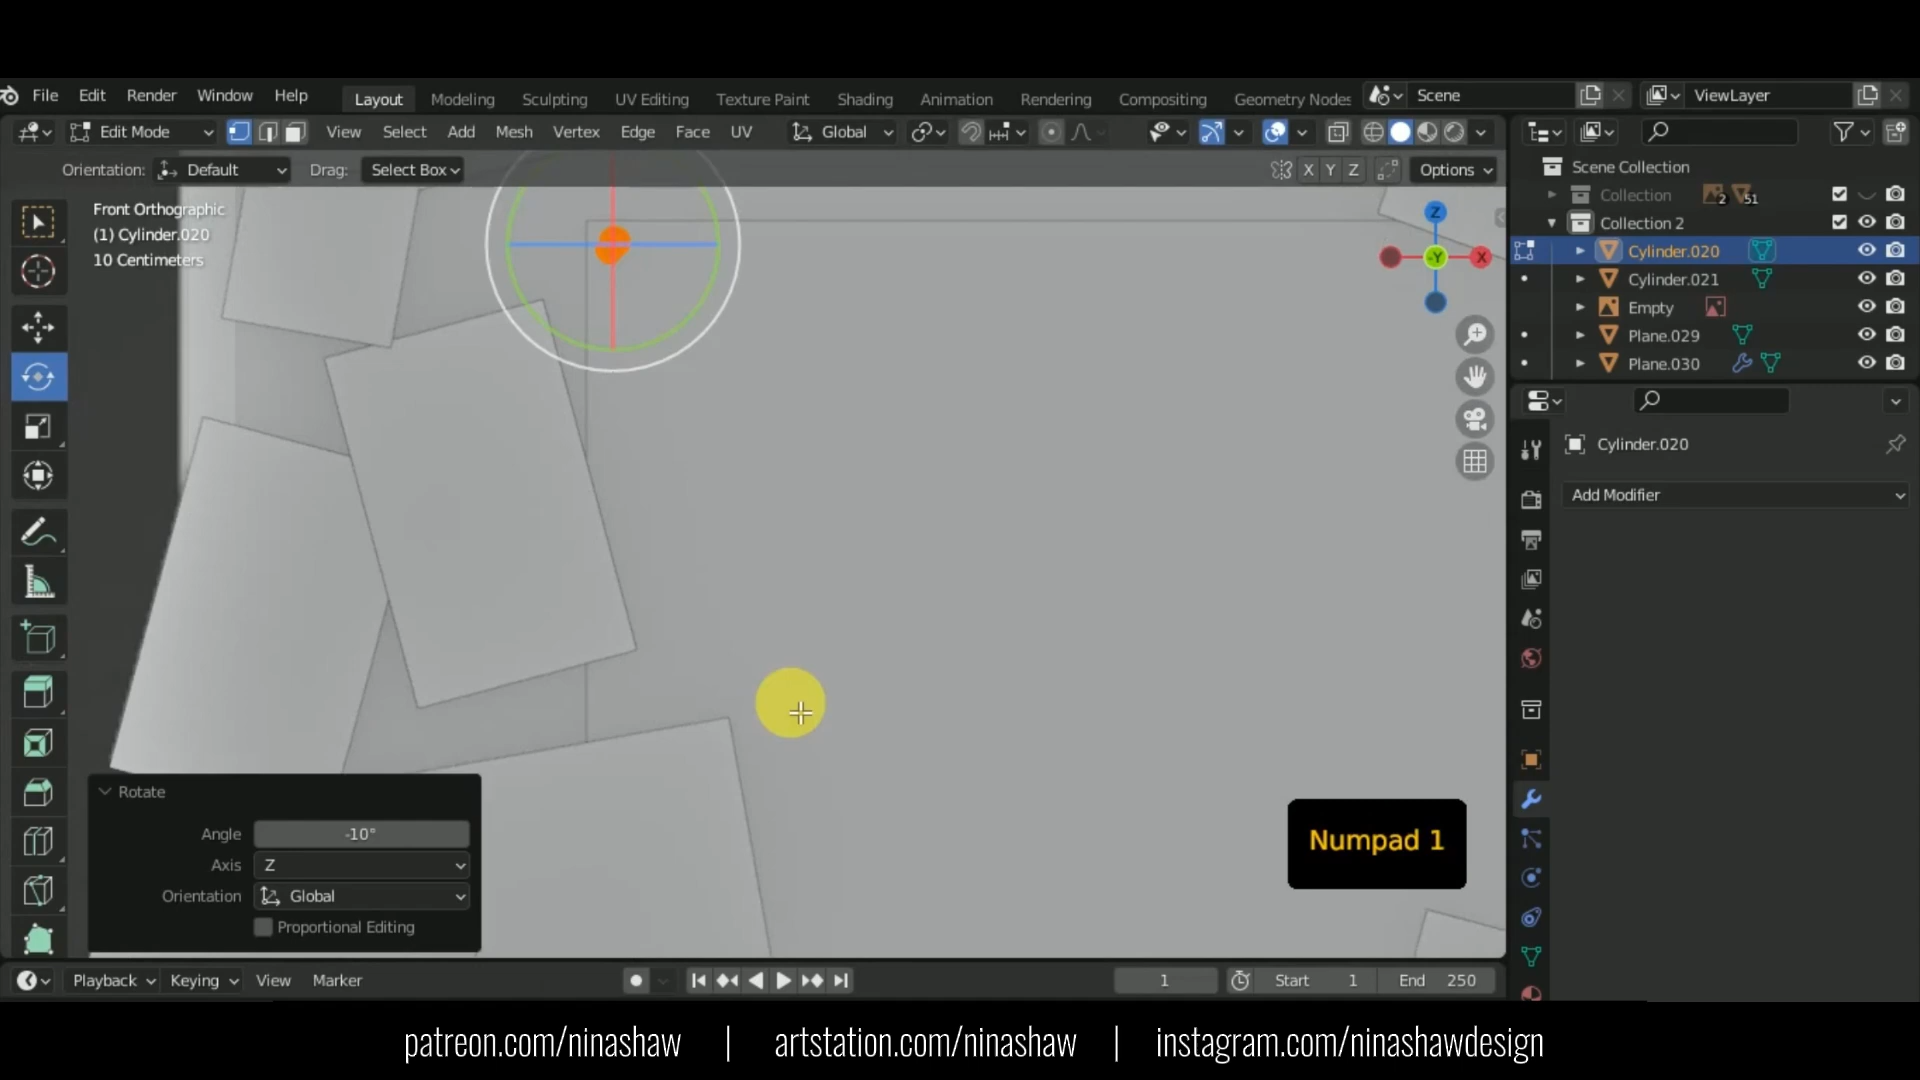 File Edit Render Window Help Layout Modeling Sculpting UV Editing Texture Paint Shading Animation Rendering Compositing Geometry Nodes Scene ViewLayer
Edit Mode View Select Add Mesh Vertex Edge Face UV Global
Orientation: Default Drag: Select Box X Y Z Options
Front Orthographic
(1) Cylinder.020
10 Centimeters
Z
-Y X
Scene Collection
Collection 2 51
Collection 2
Cylinder.020
Cylinder.021
Empty
Plane.029
Plane.030
Cylinder.020
Add Modifier
Rotate
Angle -10°
Axis Z
Orientation Global
Proportional Editing
Numpad 1
Playback Keying View Marker 1 Start 1 End 250
patreon.com/ninashaw | artstation.com/ninashaw | instagram.com/ninashawdesign